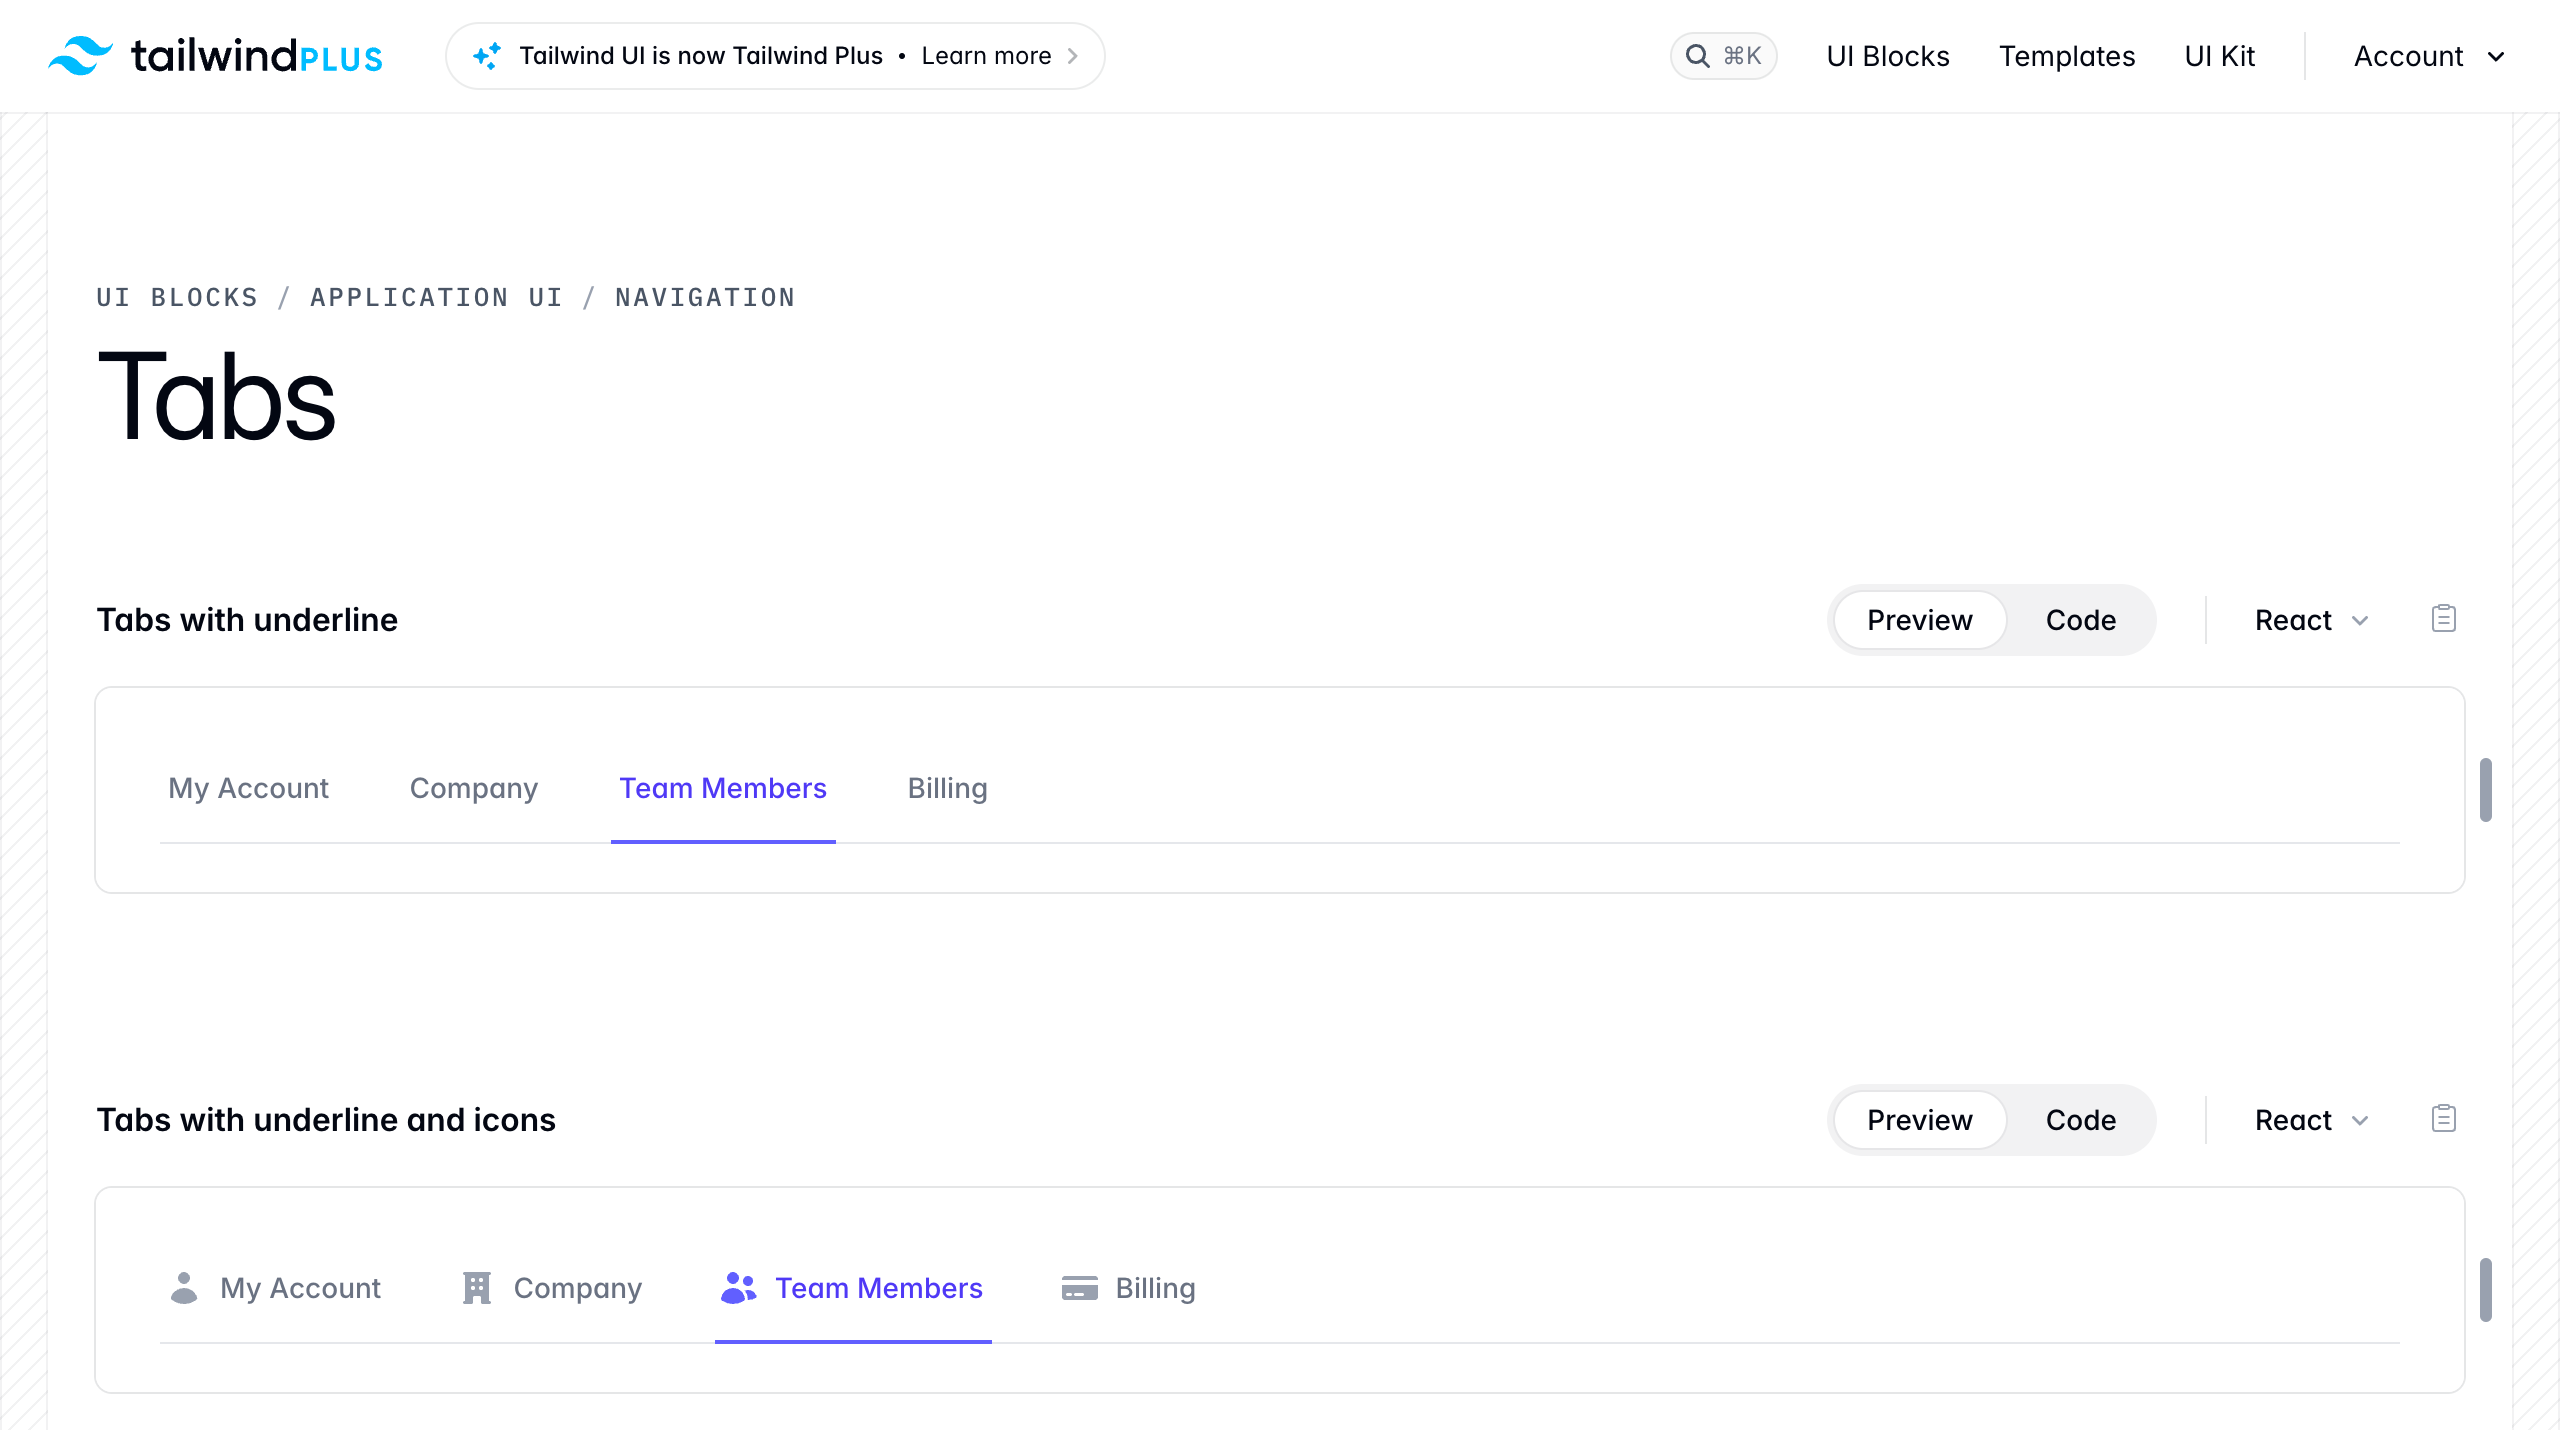 tailwindPLUS
Tailwind UI is now Tailwind Plus • Learn more
⌘K
UI Blocks
Templates
UI Kit
Account
UI BLOCKS / APPLICATION UI / NAVIGATION
Tabs
Tabs with underline
Preview
Code
React
My Account
Company
Team Members
Billing
Tabs with underline and icons
Preview
Code
React
My Account
Company
Team Members
Billing